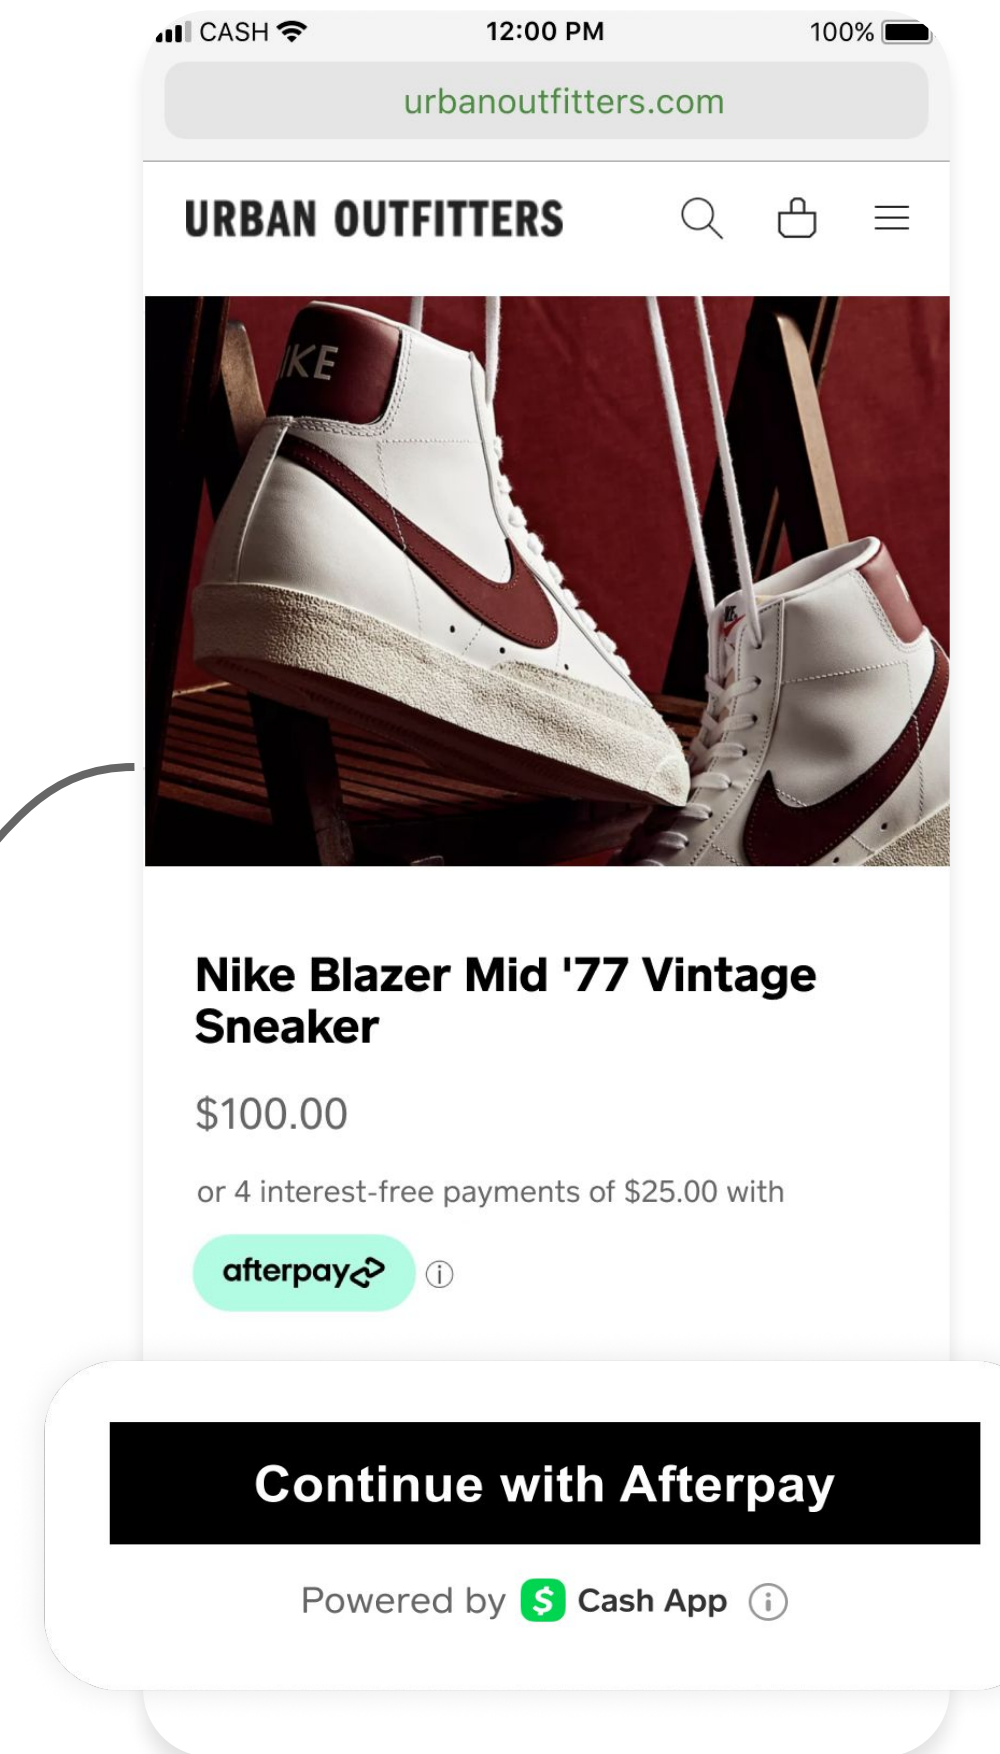 CASH 12:00 PM 100%
urbanoutfitters.com
URBAN OUTFITTERS
IKE
Nike Blazer Mid '77 Vintage
Sneaker
$100.00
or 4 interest-free payments of $25.00 with
afterpay
Continue with Afterpay
Powered by $ Cash App